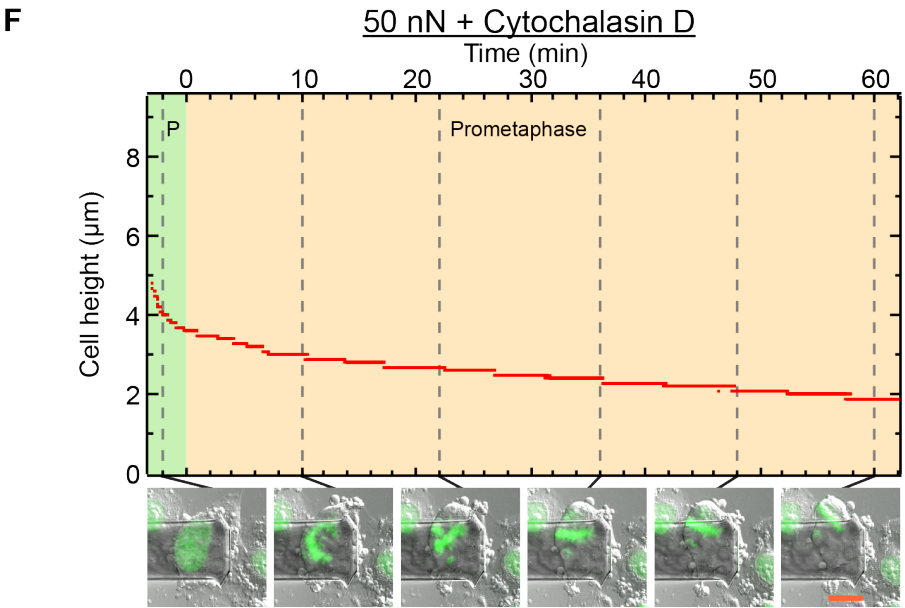 F
50 nN + Cytochalasin D
Time (min)
0 10 20 30 40 50 60
P
Prometaphase
Cell height (μm)
8
6
4
2
0